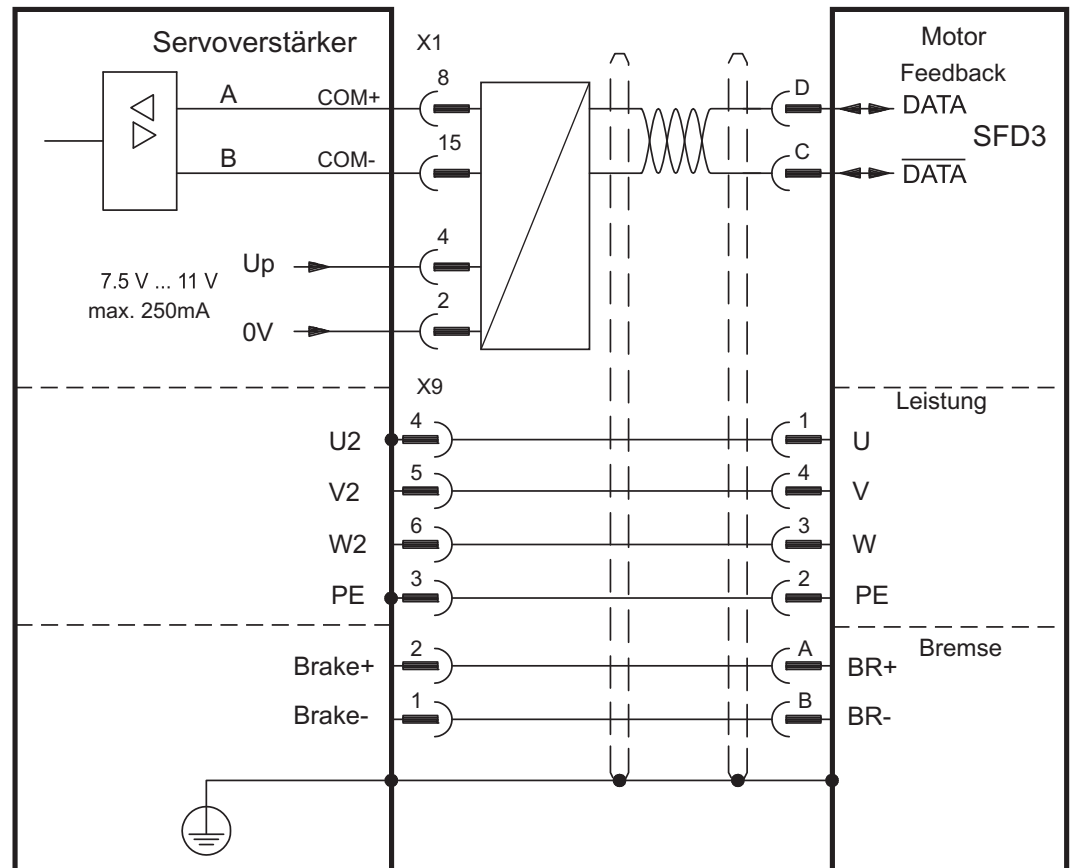 Servoverstärker X1 Motor
Feedback
A COM+ 8 D DATA
SFD3
B COM- 15 C DATA
4
Up
7.5 V ... 11 V
max. 250mA
2
0V
X9
Leistung
U2 4 1 U
V2 5 4 V
W2 6 3 W
PE 3 2 PE
Bremse
Brake+ 2 A BR+
Brake- 1 B BR-